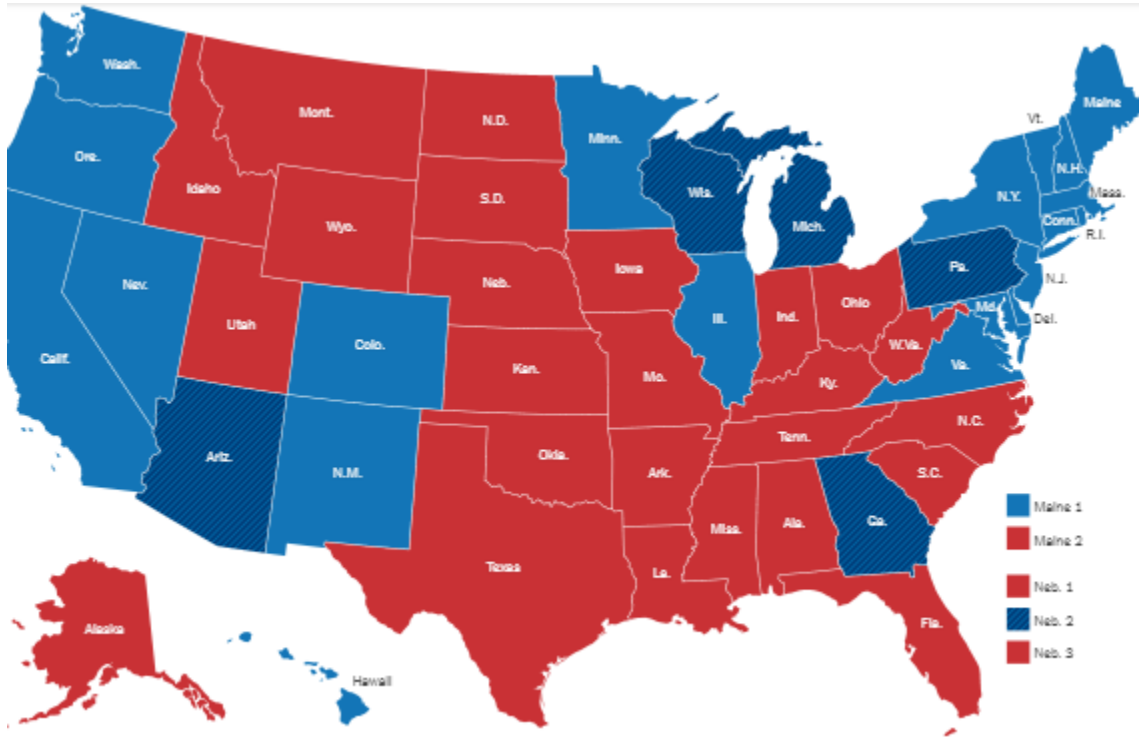 Wash.
Mont.
N.D.
Minn.
Maine
Vt.
Ore.
Idaho
S.D.
Wis.
N.H.
Mass.
N.Y.
Wyo.
Mich.
Conn.
R.I.
Nev.
Neb.
Iowa
Pa.
N.J.
Utah
Colo.
Ill.
Ind.
Ohio
Md.
Del.
Calif.
Kan.
Mo.
W.Va.
Va.
Ky.
Ariz.
N.M.
Okla.
Ark.
Tenn.
N.C.
S.C.
Texas
La.
Miss.
Ala.
Ga.
Fla.
Alaska
Hawaii
Maine 1
Maine 2
Neb. 1
Neb. 2
Neb. 3